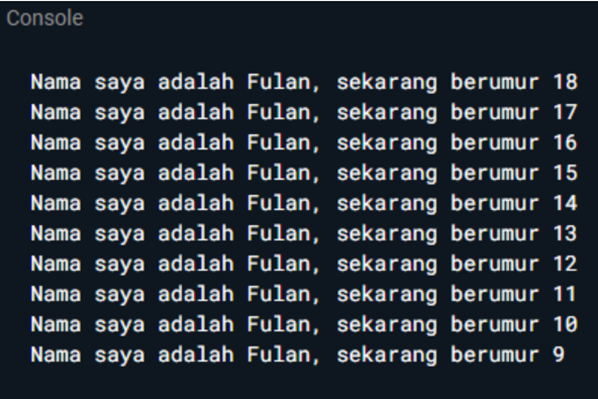 Console
Nama saya adalah Fulan, sekarang berumur 18
Nama saya adalah Fulan, sekarang berumur 17
Nama saya adalah Fulan, sekarang berumur 16
Nama saya adalah Fulan, sekarang berumur 15
Nama saya adalah Fulan, sekarang berumur 14
Nama saya adalah Fulan, sekarang berumur 13
Nama saya adalah Fulan, sekarang berumur 12
Nama saya adalah Fulan, sekarang berumur 11
Nama saya adalah Fulan, sekarang berumur 10
Nama saya adalah Fulan, sekarang berumur 9